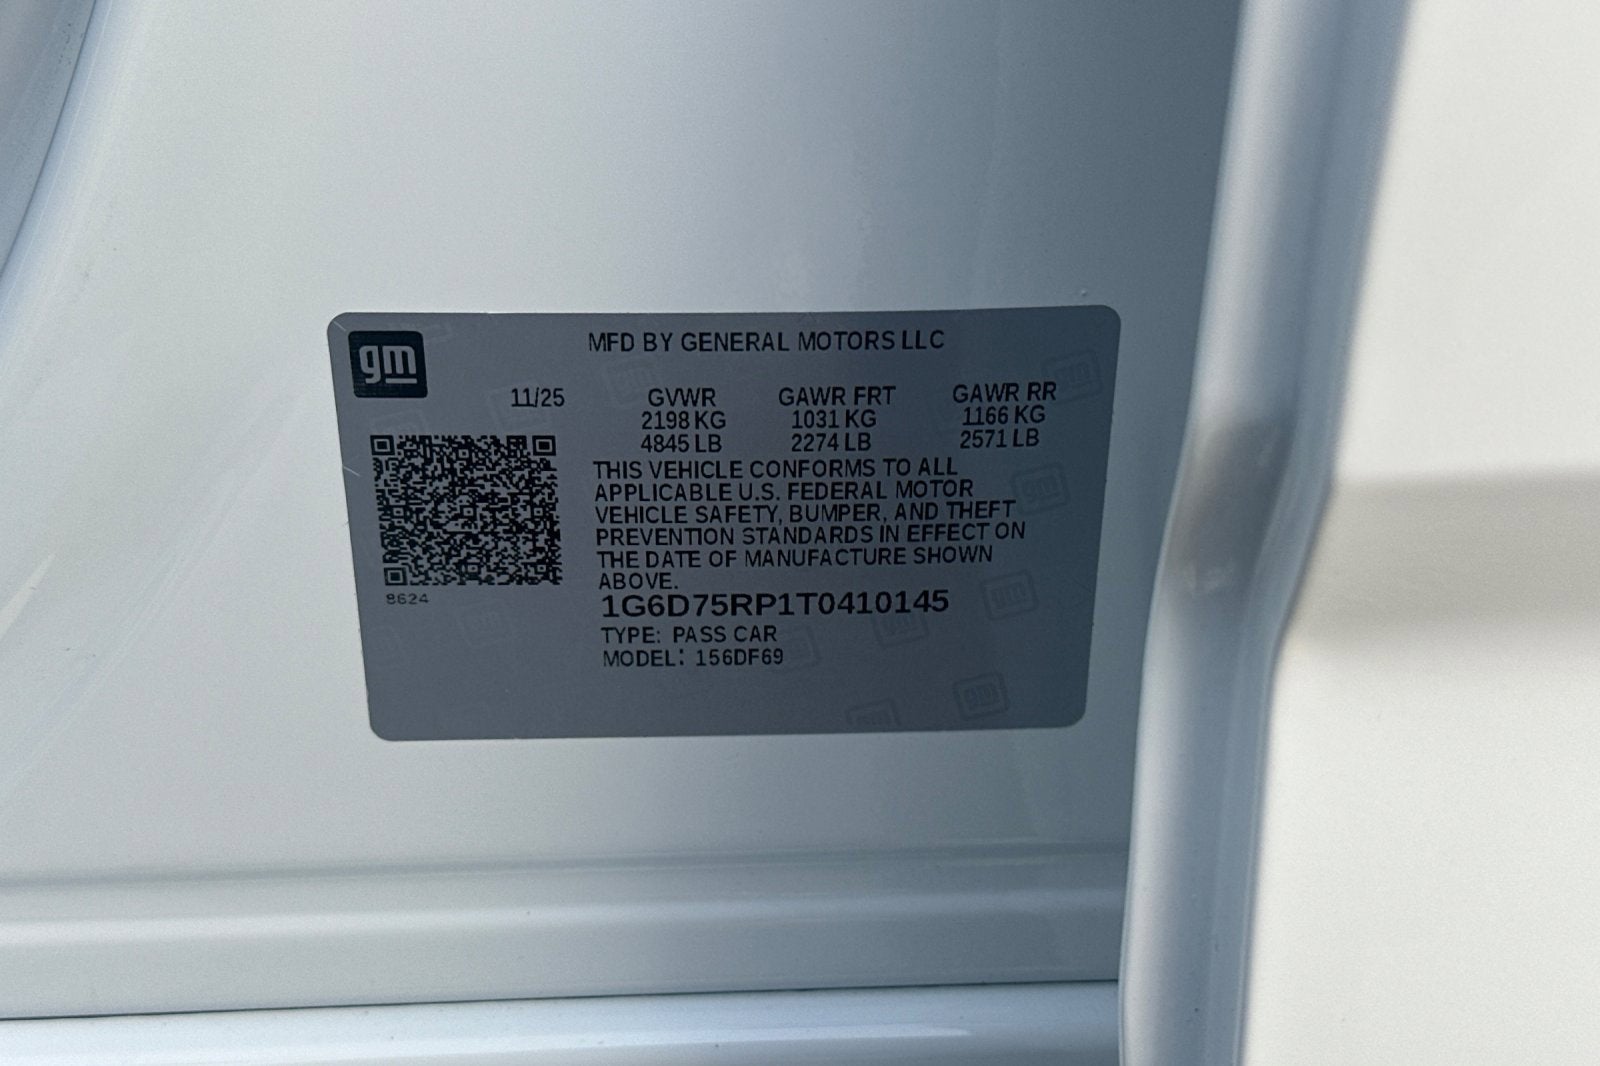 gm
MFD BY GENERAL MOTORS LLC
11/25 GVWR GAWR FRT GAWR RR
2198 KG 1031 KG 1166 KG
4845 LB 2274 LB 2571 LB
THIS VEHICLE CONFORMS TO ALL
APPLICABLE U.S. FEDERAL MOTOR
VEHICLE SAFETY, BUMPER, AND THEFT
PREVENTION STANDARDS IN EFFECT ON
THE DATE OF MANUFACTURE SHOWN
ABOVE.
8624
1G6D75RP1T0410145
TYPE: PASS CAR
MODEL: 156DF69